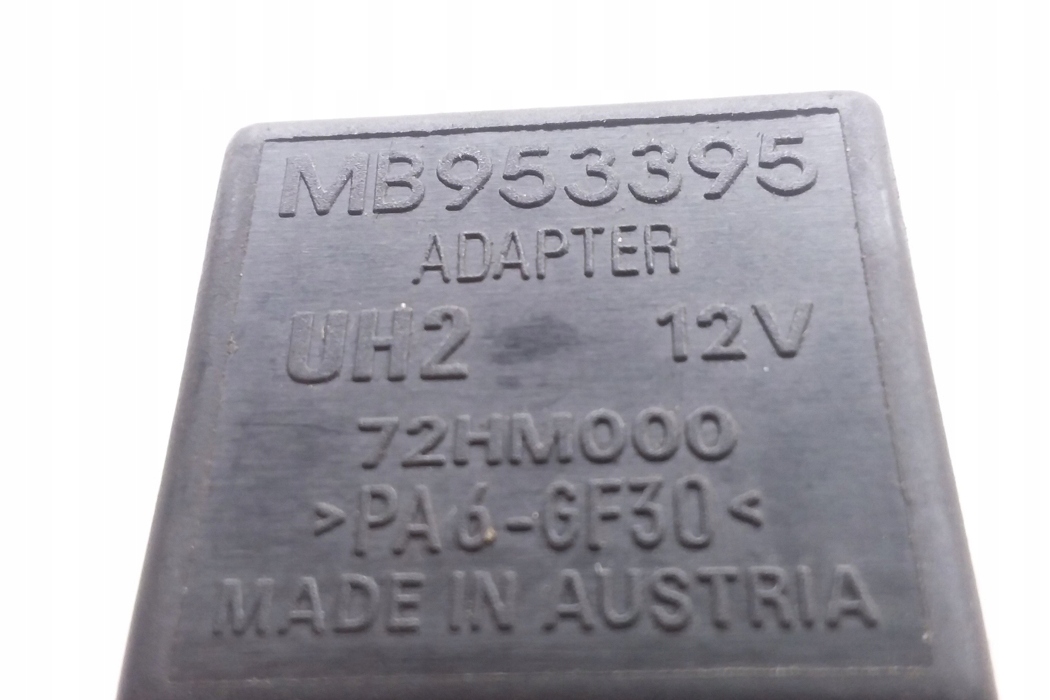 MB953395
ADAPTER
UH2 12V
72HM000
>PA6-GF30<
MADE IN AUSTRIA